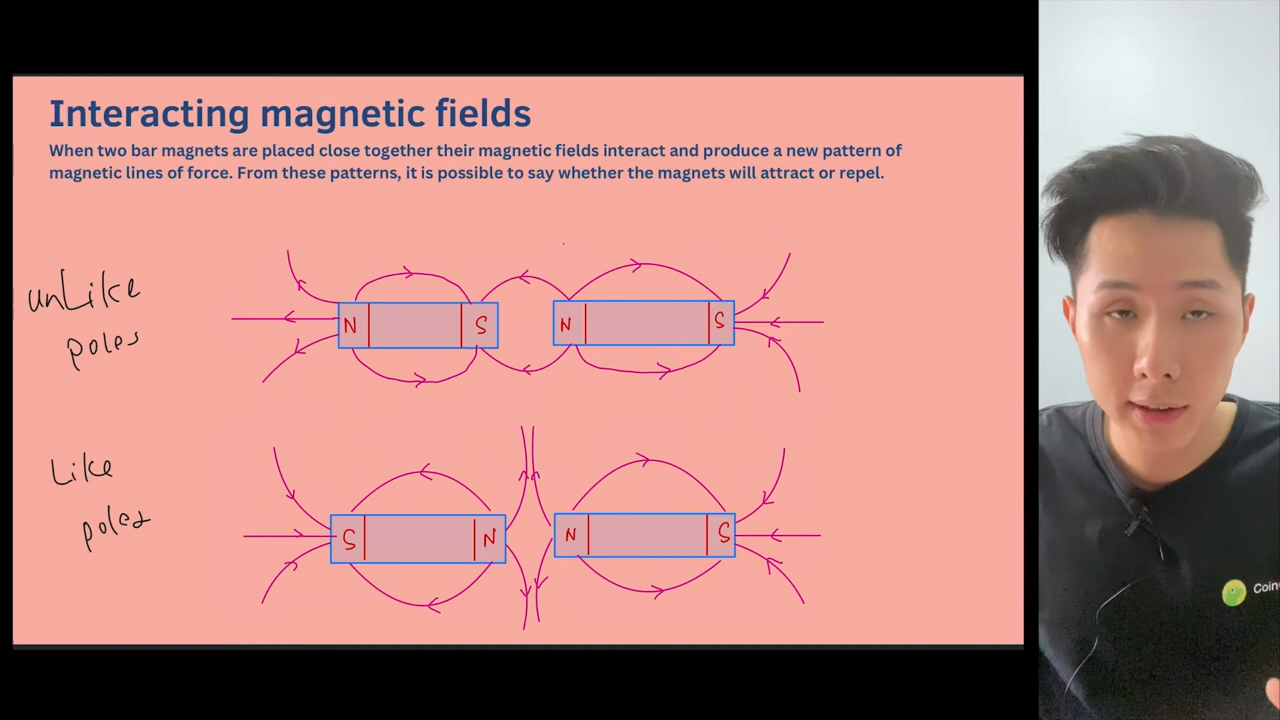 Interacting magnetic fields
When two bar magnets are placed close together their magnetic fields interact and produce a new pattern of
magnetic lines of force. From these patterns, it is possible to say whether the magnets will attract or repel.
unLike
poles
N S N S
Like
poles
S N N S
Coin